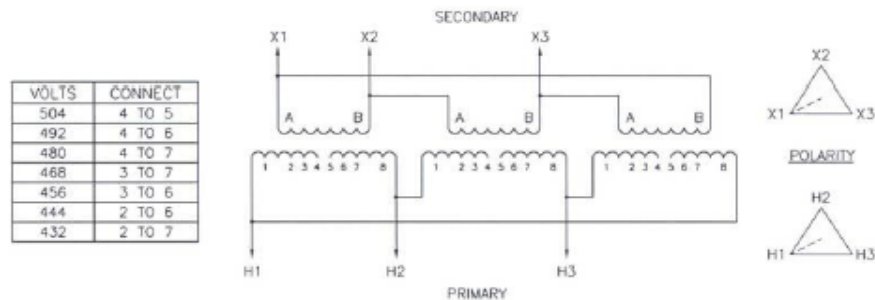 SECONDARY
X1 X2 X3
VOLTS CONNECT
504 4 TO 5
492 4 TO 6
480 4 TO 7
468 3 TO 7
456 3 TO 6
444 2 TO 6
432 2 TO 7
A B A B A B
1 2 3 4 5 6 7 8 1 2 3 4 5 6 7 8 1 2 3 4 5 6 7 8
H1 H2 H3
PRIMARY
X2
X1 X3
POLARITY
H2
H1 H3